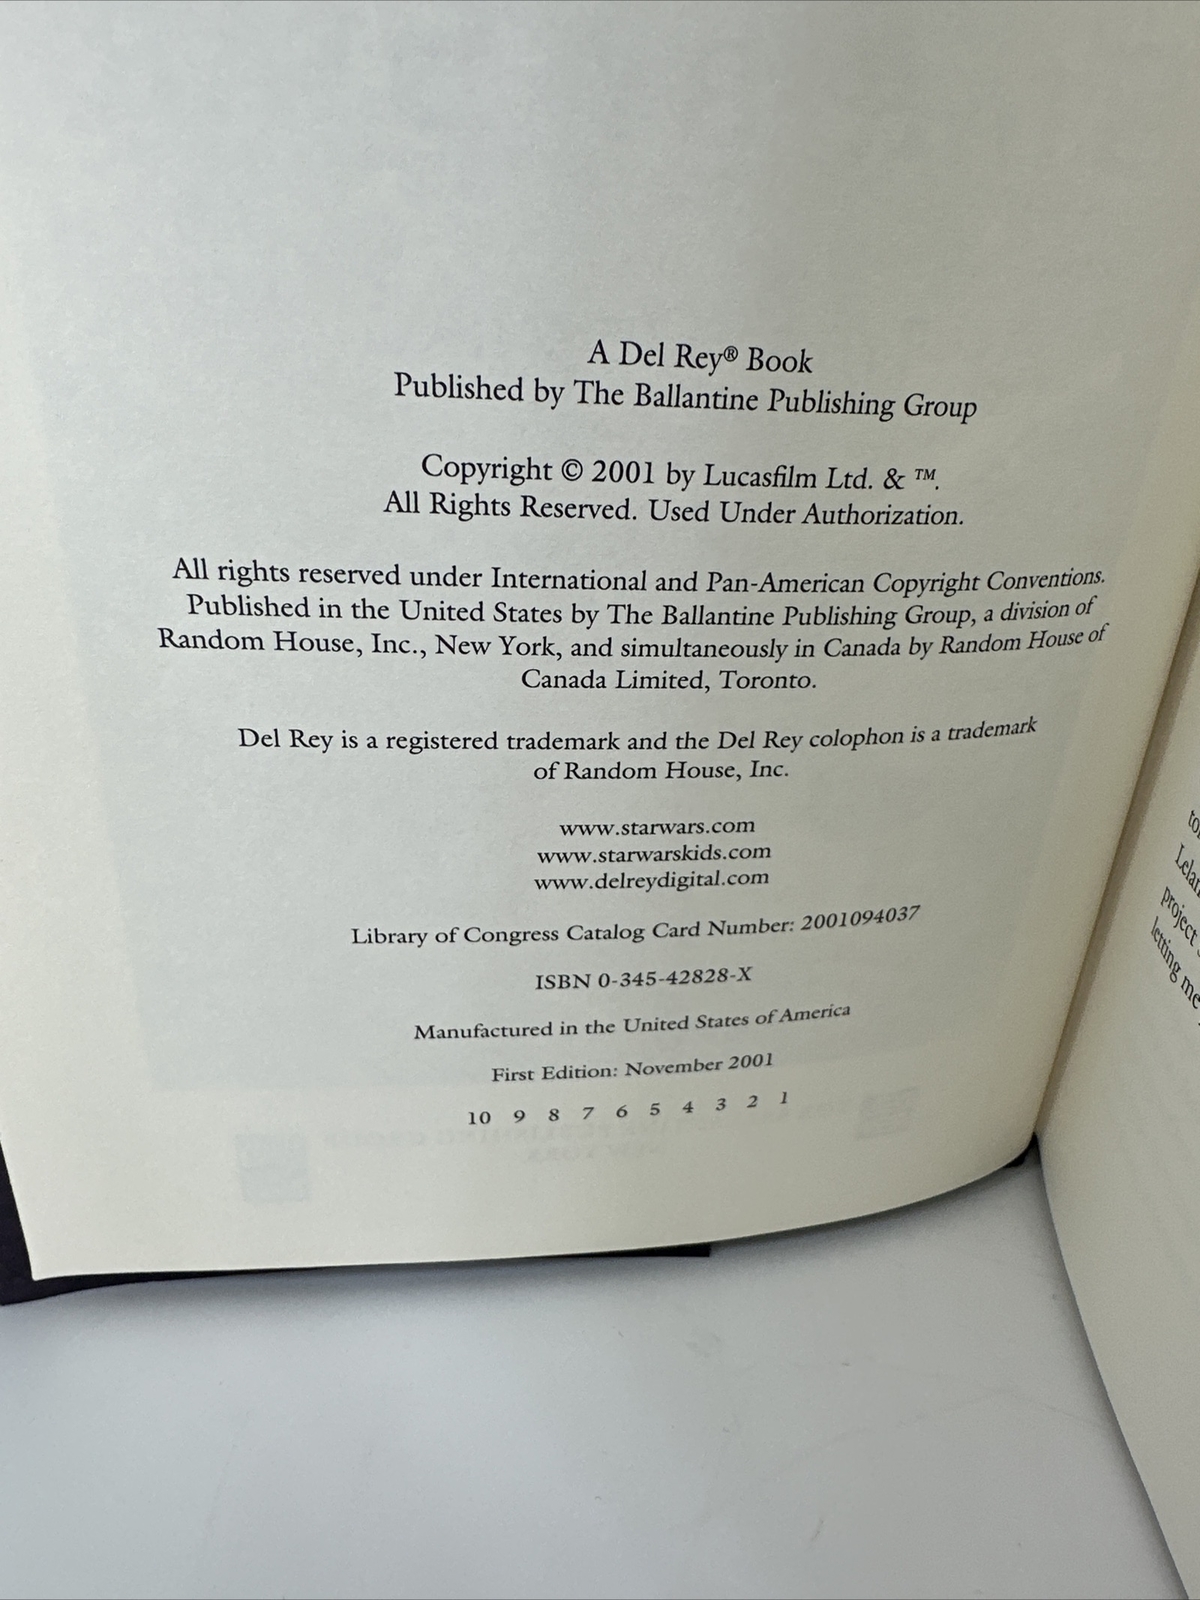 A Del Rey® Book
Published by The Ballantine Publishing Group
Copyright © 2001 by Lucasfilm Ltd. & ™.
All Rights Reserved. Used Under Authorization.
All rights reserved under International and Pan-American Copyright Conventions.
Published in the United States by The Ballantine Publishing Group, a division of
Random House, Inc., New York, and simultaneously in Canada by Random House of
Canada Limited, Toronto.
Del Rey is a registered trademark and the Del Rey colophon is a trademark
of Random House, Inc.
www.starwars.com
www.starwarskids.com
www.delreydigital.com
Library of Congress Catalog Card Number: 2001094037
ISBN 0-345-42828-X
Manufactured in the United States of America
First Edition: November 2001
10 9 8 7 6 5 4 3 2 1
project
letting me